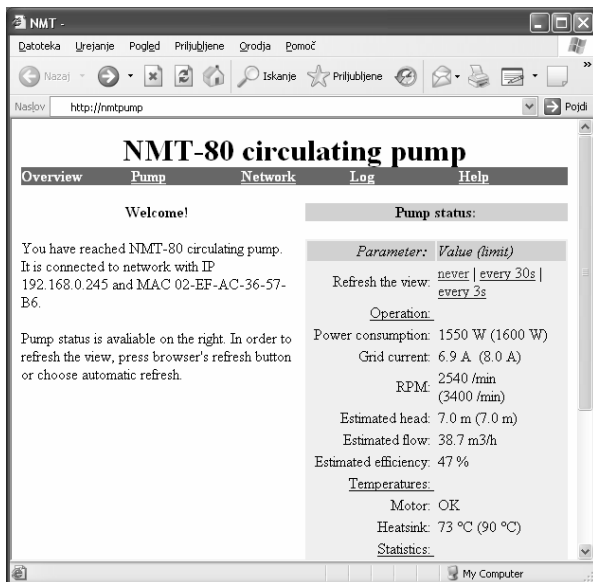 NMT -
Datoteka Urejanje Pogled Priljubljene Orodja Pomoč
Nazaj Iskanje Priljubljene »
Naslov http://nmtpump Pojdi
NMT-80 circulating pump
Overview Pump Network Log Help
Welcome!
You have reached NMT-80 circulating pump.
It is connected to network with IP
192.168.0.245 and MAC 02-EF-AC-36-57-
B6.
Pump status is avaliable on the right. In order to
refresh the view, press browser's refresh button
or choose automatic refresh.
Pump status:
Parameter: Value (limit)
Refresh the view: never | every 30s |
every 3s
Operation:
Power consumption: 1550 W (1600 W)
Grid current: 6.9 A (8.0 A)
RPM: 2540 /min
(3400 /min)
Estimated head: 7.0 m (7.0 m)
Estimated flow: 38.7 m3/h
Estimated efficiency: 47 %
Temperatures:
Motor: OK
Heatsink: 73 ºC (90 ºC)
Statistics:
My Computer